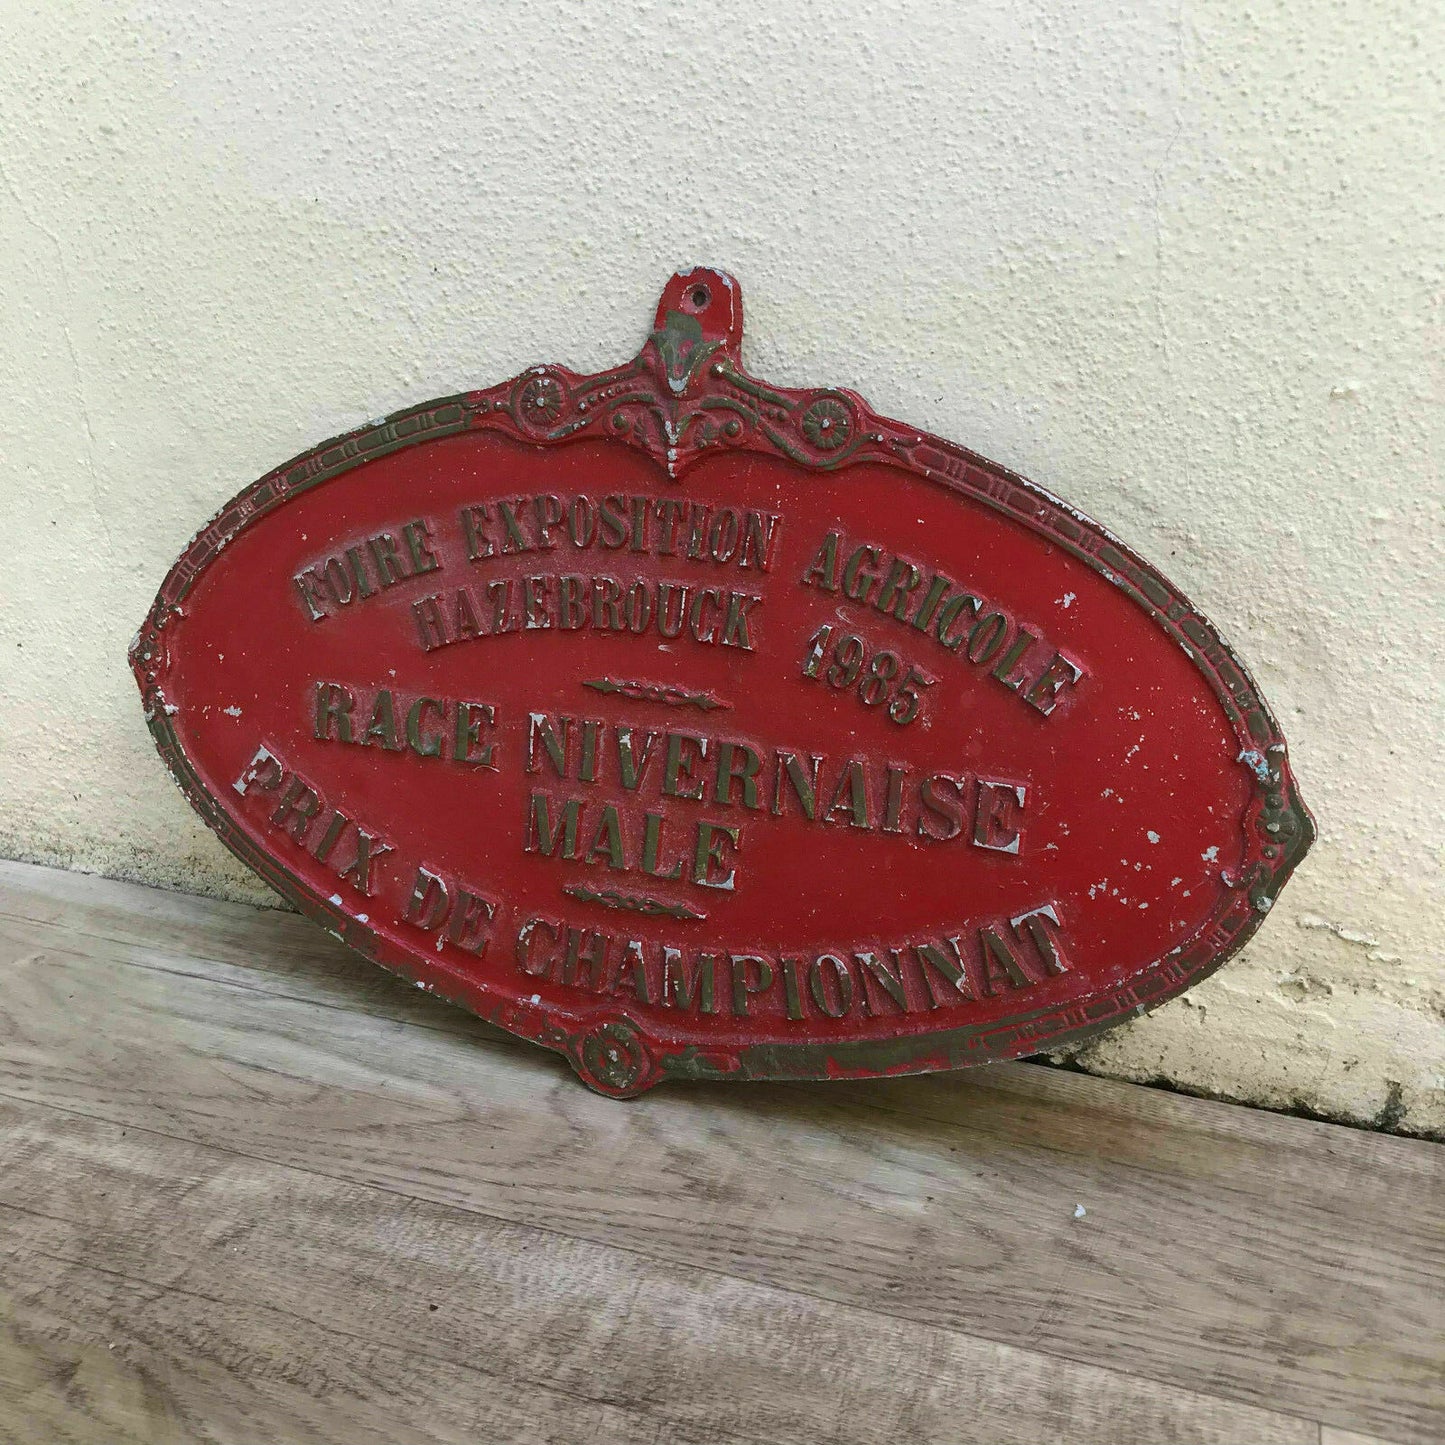 FOIRE EXPOSITION AGRICOLE
HAZEBROUCK 1985
RACE NIVERNAISE
MALE
PRIX DE CHAMPIONNAT